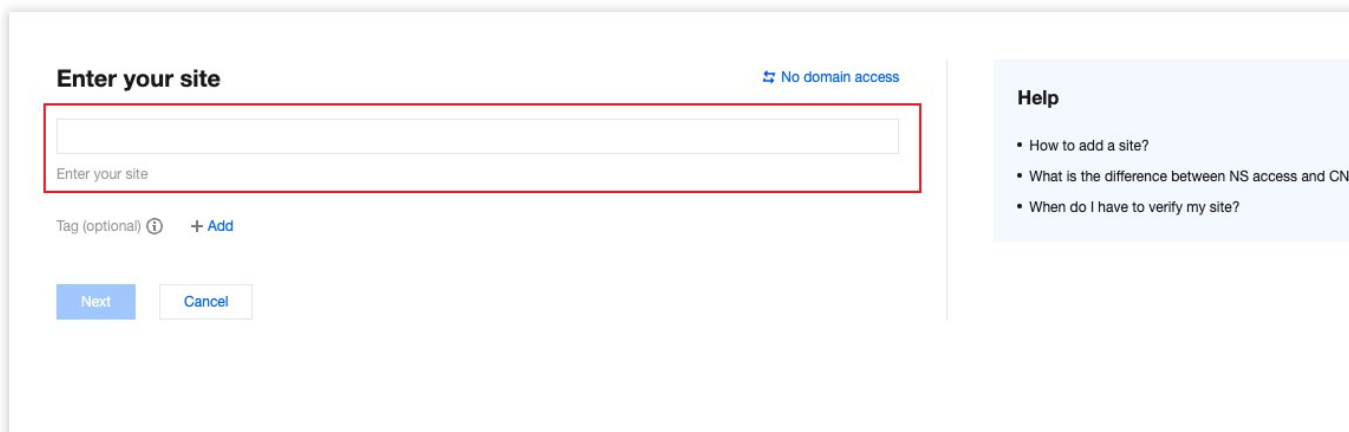 Enter your site
No domain access
Enter your site
Tag (optional)
+ Add
Next
Cancel
Help
• How to add a site?
• What is the difference between NS access and CN
• When do I have to verify my site?